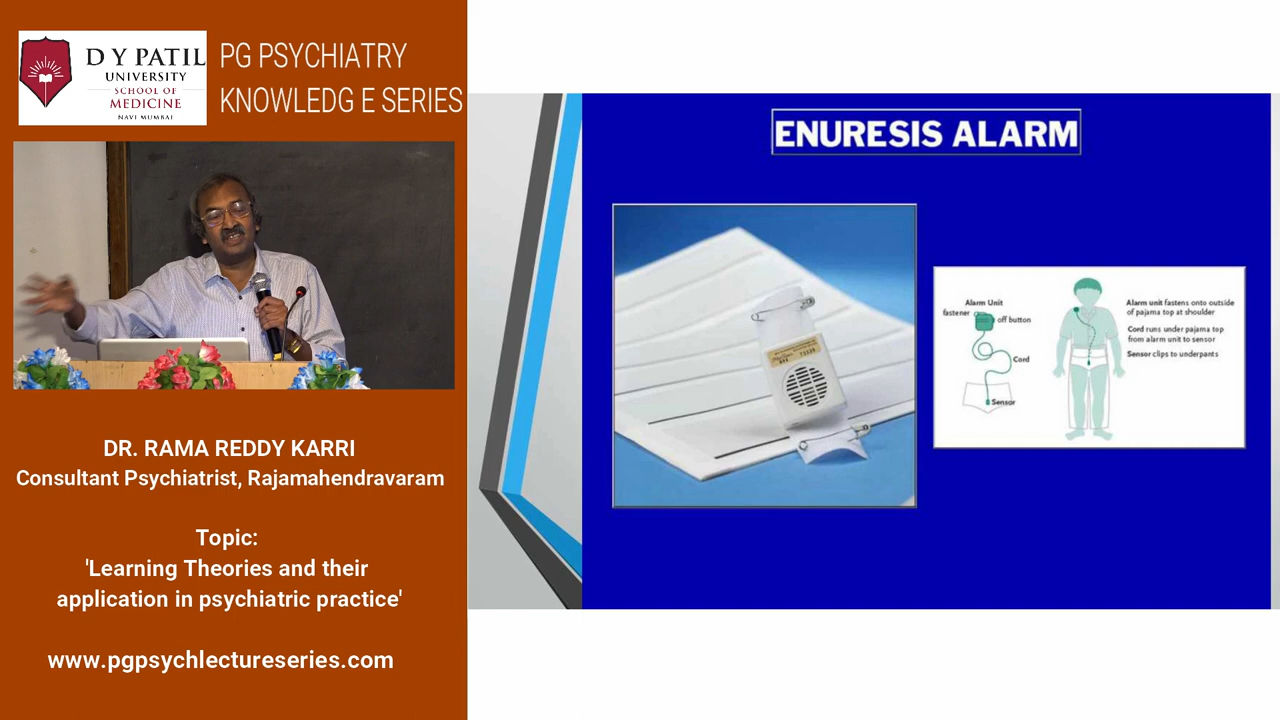 D Y PATIL
UNIVERSITY
SCHOOL OF
MEDICINE
NAVI MUMBAI
PG PSYCHIATRY
KNOWLEDG E SERIES
DR. RAMA REDDY KARRI
Consultant Psychiatrist, Rajamahendravaram
Topic:
'Learning Theories and their
application in psychiatric practice'
www.pgpsychlectureseries.com
ENURESIS ALARM
Alarm Unit
fastener
off button
Cord
Sensor
Alarm unit fastens onto outside
of pajama top at shoulder
Cord runs under pajama top
from alarm unit to sensor
Sensor clips to underpants